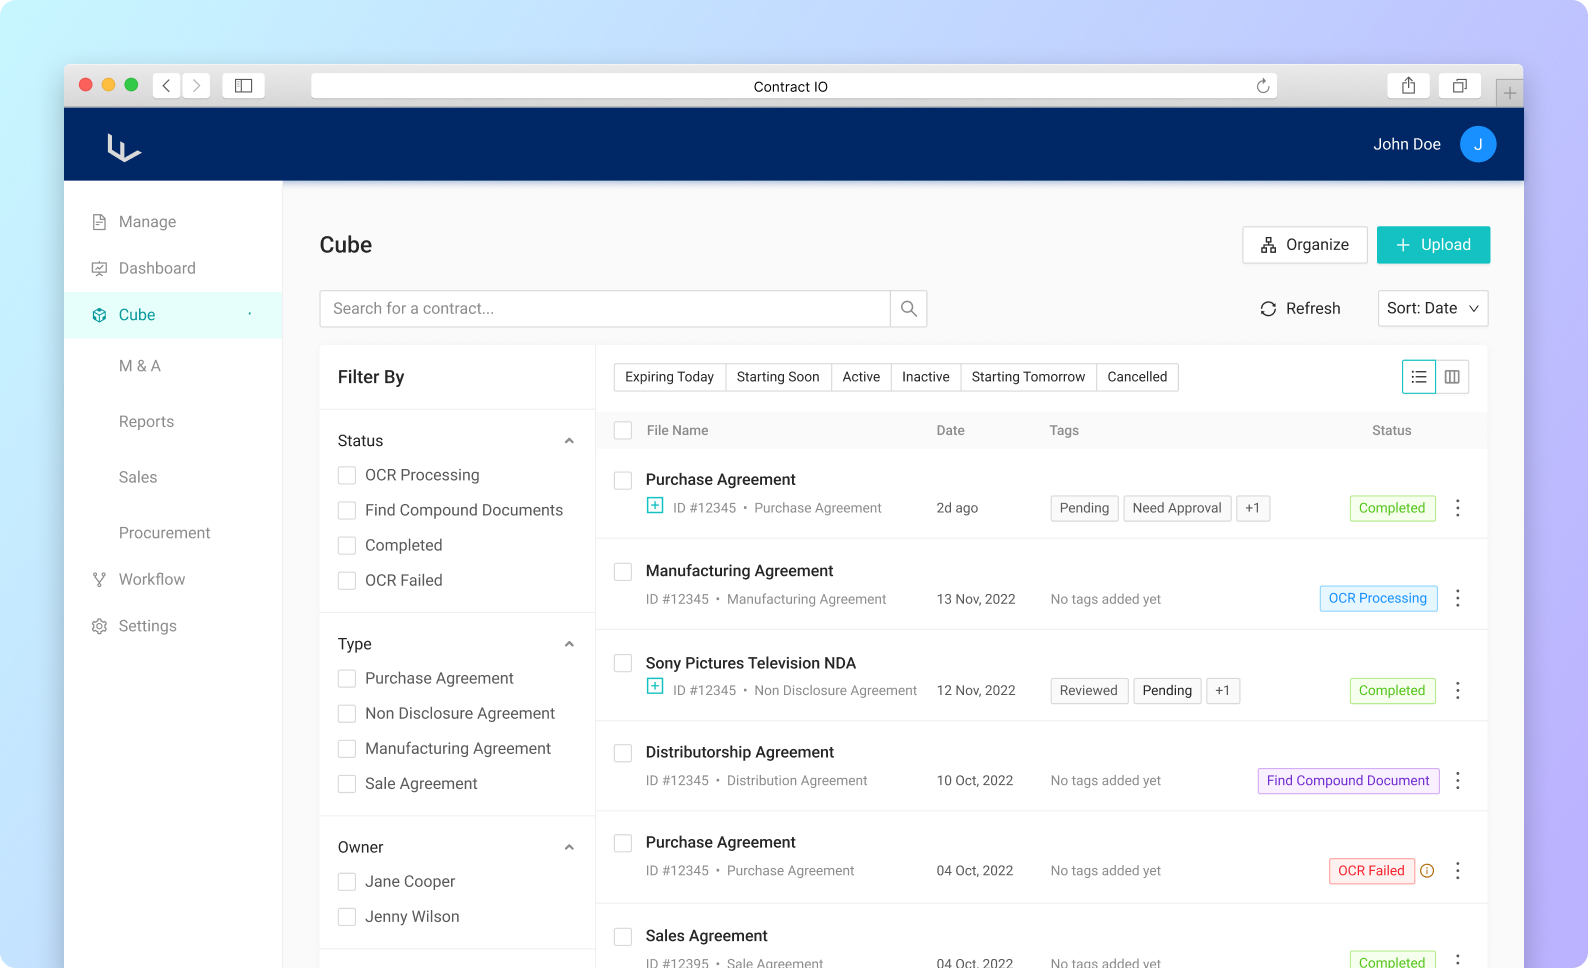 Contract IO
John Doe
J
Manage
Dashboard
Cube
M & A
Reports
Sales
Procurement
Workflow
Settings
Cube
Organize
Upload
Search for a contract...
Refresh
Sort: Date
Filter By
Status
OCR Processing
Find Compound Documents
Completed
OCR Failed
Type
Purchase Agreement
Non Disclosure Agreement
Manufacturing Agreement
Sale Agreement
Owner
Jane Cooper
Jenny Wilson
Expiring Today Starting Soon Active Inactive Starting Tomorrow Cancelled
File Name Date Tags Status
Purchase Agreement
ID #12345 • Purchase Agreement 2d ago Pending Need Approval +1 Completed
Manufacturing Agreement
ID #12345 • Manufacturing Agreement 13 Nov, 2022 No tags added yet OCR Processing
Sony Pictures Television NDA
ID #12345 • Non Disclosure Agreement 12 Nov, 2022 Reviewed Pending +1 Completed
Distributorship Agreement
ID #12345 • Distribution Agreement 10 Oct, 2022 No tags added yet Find Compound Document
Purchase Agreement
ID #12345 • Purchase Agreement 04 Oct, 2022 No tags added yet OCR Failed
Sales Agreement
ID #12395 • Sale Agreement 04 Oct, 2022 No tags added yet Completed